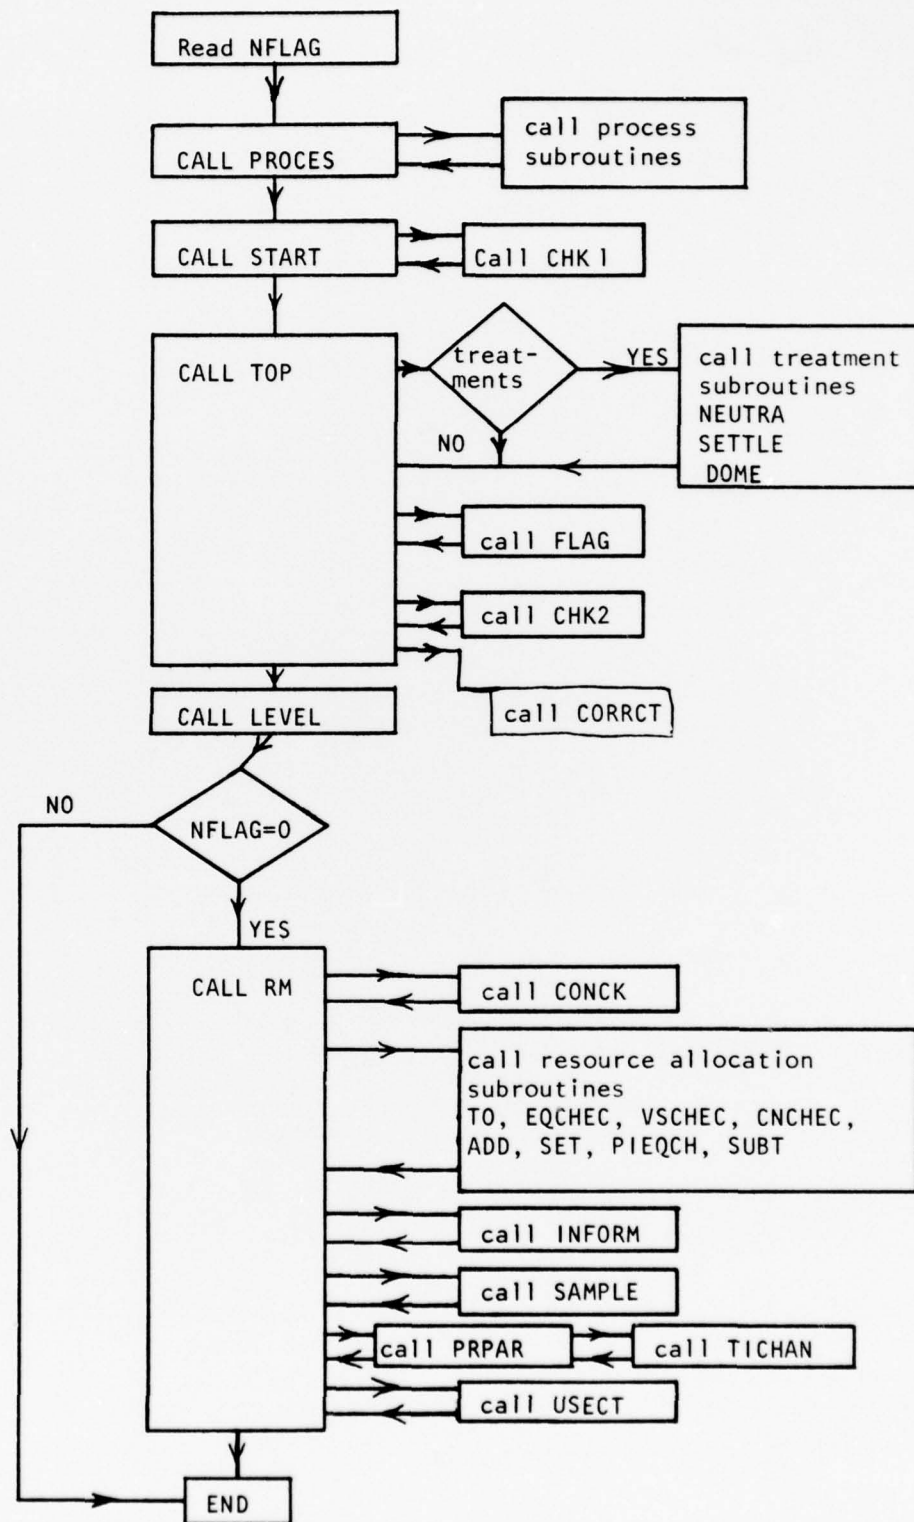 Read NFLAG
CALL PROCES
call process
subroutines
CALL START
Call CHK1
CALL TOP
treat-
ments
YES
NO
call treatment
subroutines
NEUTRA
SETTLE
DOME
call FLAG
call CHK2
call CORRCT
CALL LEVEL
NFLAG=0
NO
YES
CALL RM
call CONCK
call resource allocation
subroutines
TO, EQCHEC, VSCHEC, CNCHEC,
ADD, SET, PIEQCH, SUBT
call INFORM
call SAMPLE
call PRPAR
call TICHAN
call USECT
END